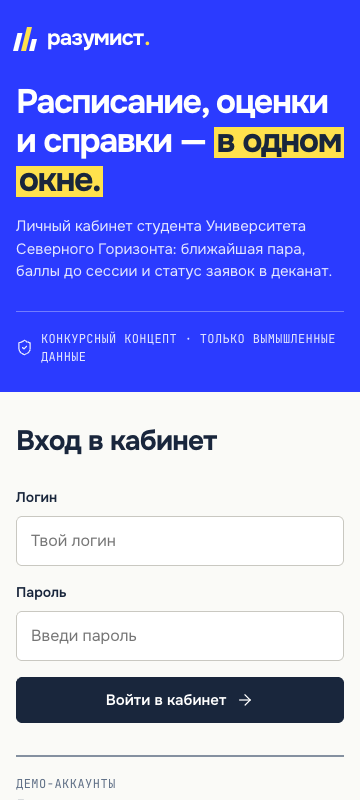 разумист.
Расписание, оценки
и справки — в одном
окне.
Личный кабинет студента Университета
Северного Горизонта: ближайшая пара,
баллы до сессии и статус заявок в деканат.
КОНКУРСНЫЙ КОНЦЕПТ · ТОЛЬКО ВЫМЫШЛЕННЫЕ
ДАННЫЕ
Вход в кабинет
Логин
Твой логин
Пароль
Введи пароль
Войти в кабинет →
ДЕМО-АККАУНТЫ